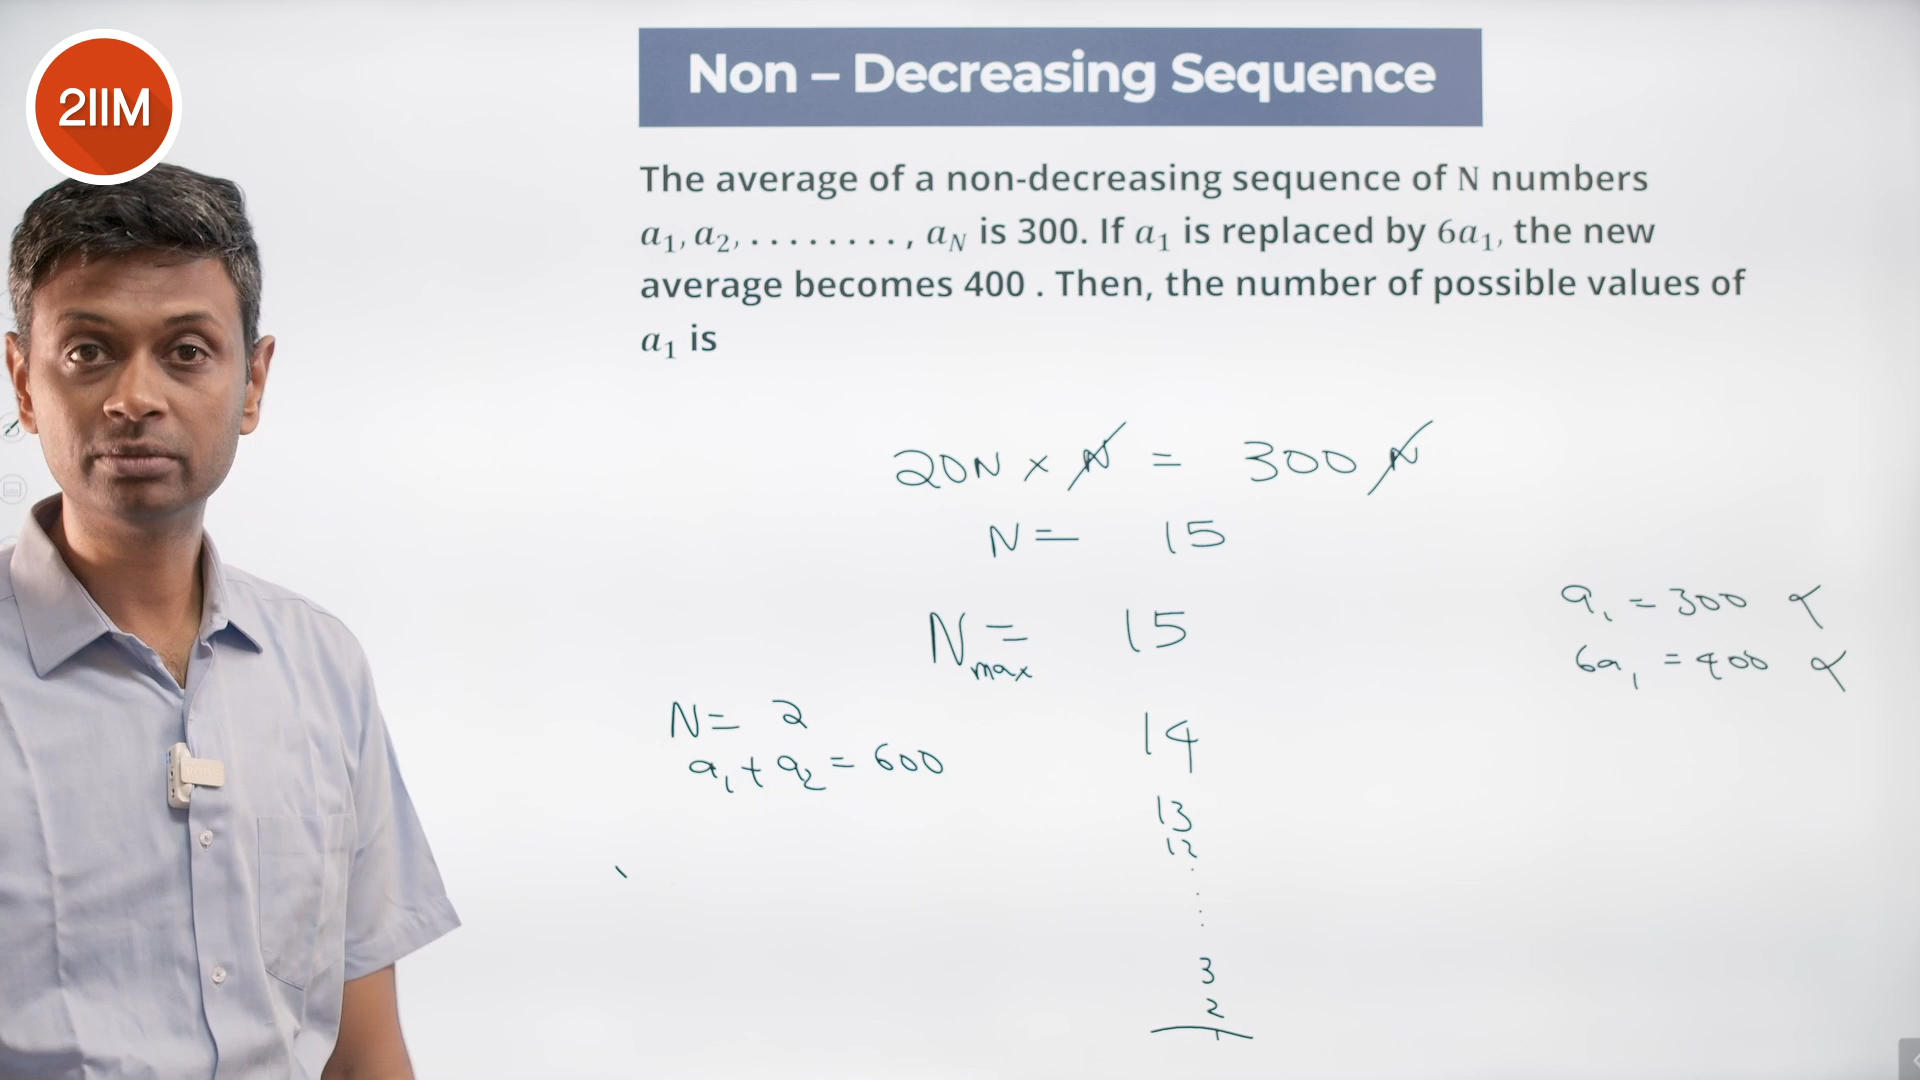 2IIM
Non – Decreasing Sequence
The average of a non-decreasing sequence of N numbers
a₁, a₂, . . . . . . . . , a_N is 300. If a₁ is replaced by 6a₁, the new
average becomes 400 . Then, the number of possible values of
a₁ is
20N × N = 300 N
N = 15
N_max = 15
a₁ = 300
6a₁ = 400
N = 2
a₁ + a₂ = 600
14
13
12
3
2
1